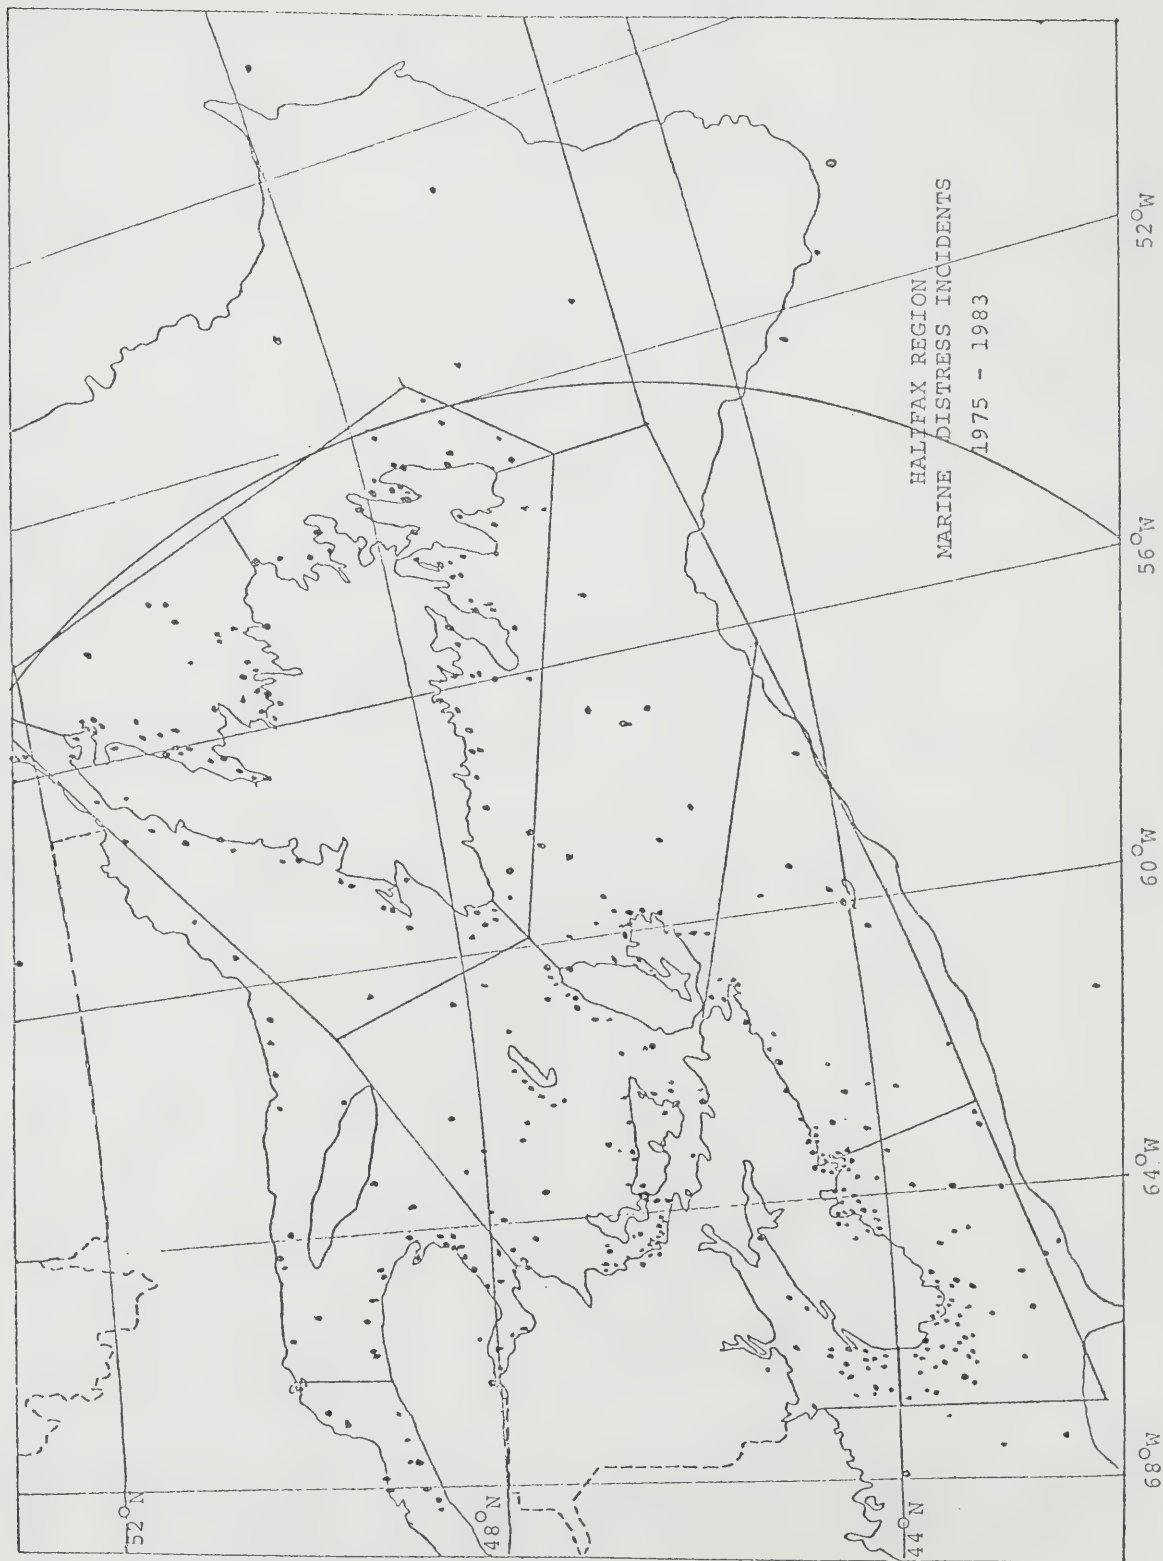 HALIFAX REGION
MARINE DISTRESS INCIDENTS
1975 - 1983
52°N
48°N
44°N
68°W
64°W
60°W
56°W
52°W